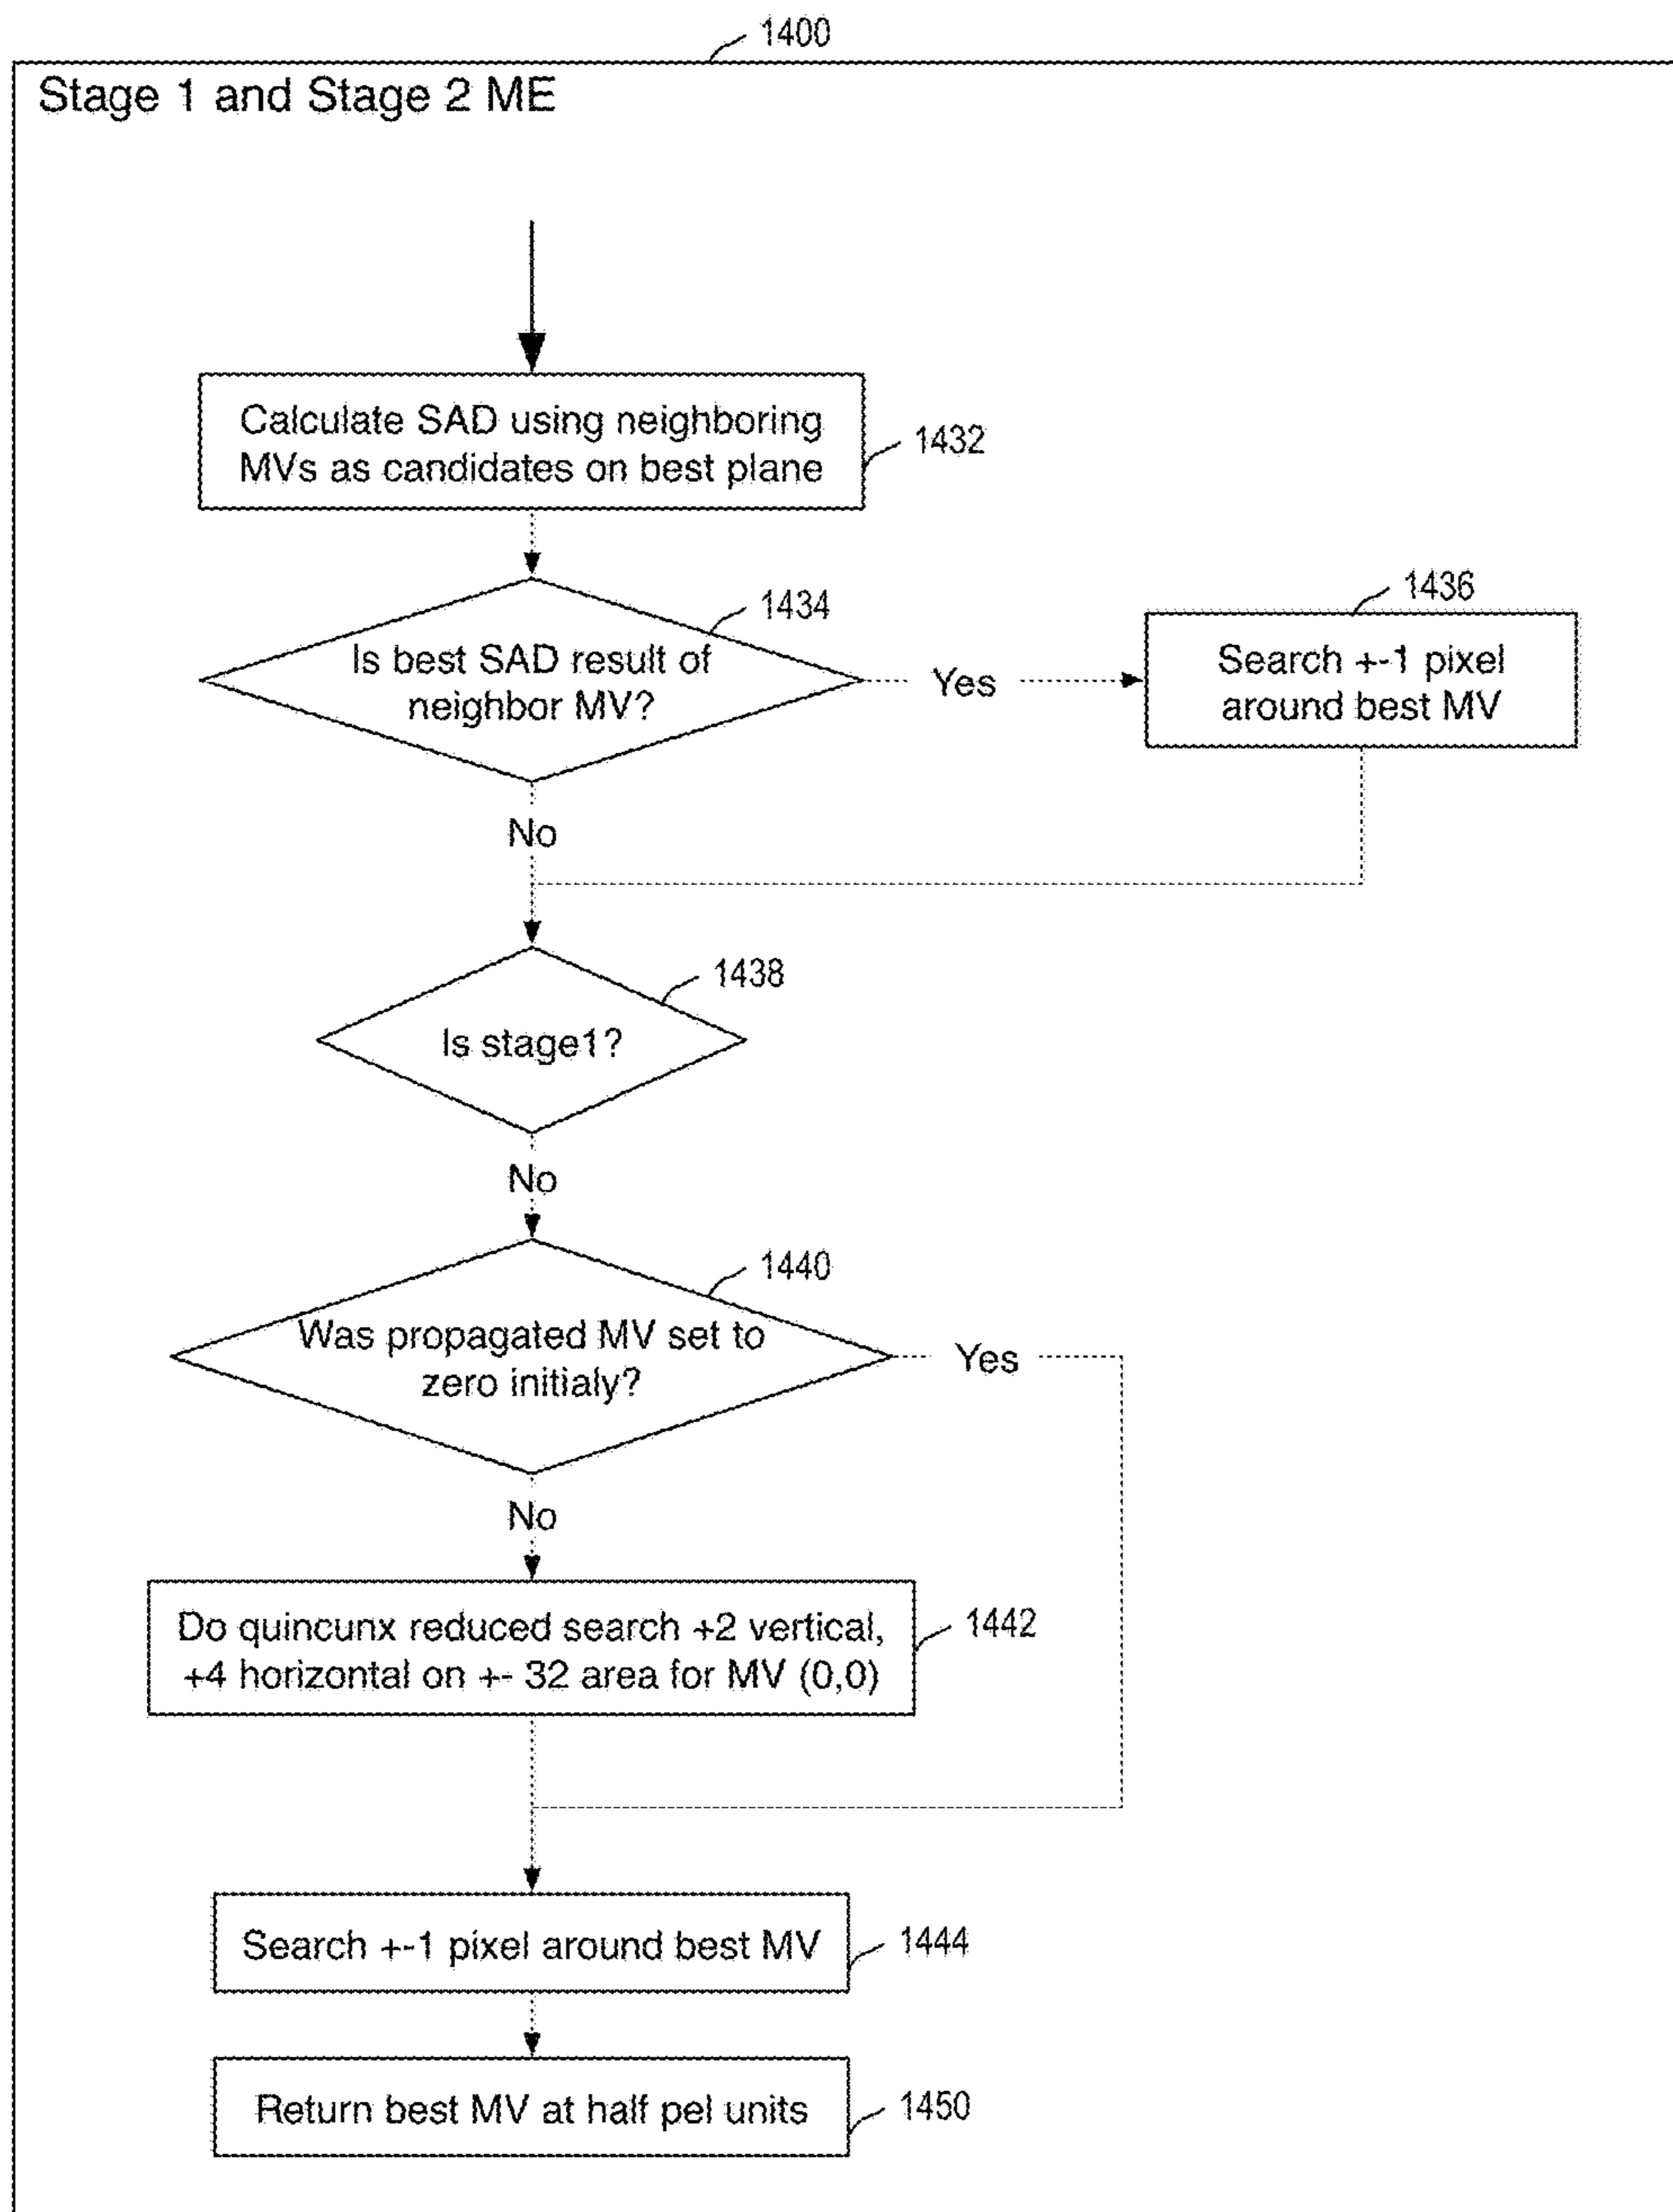 1400
Stage 1 and Stage 2 ME
Calculate SAD using neighboring
MVs as candidates on best plane
1432
1434
Is best SAD result of
neighbor MV?
Yes
1436
Search +-1 pixel
around best MV
No
1438
Is stage1?
No
1440
Was propagated MV set to
zero initialy?
Yes
No
Do quincunx reduced search +2 vertical,
+4 horizontal on +- 32 area for MV (0,0)
1442
Search +-1 pixel around best MV
1444
Return best MV at half pel units
1450